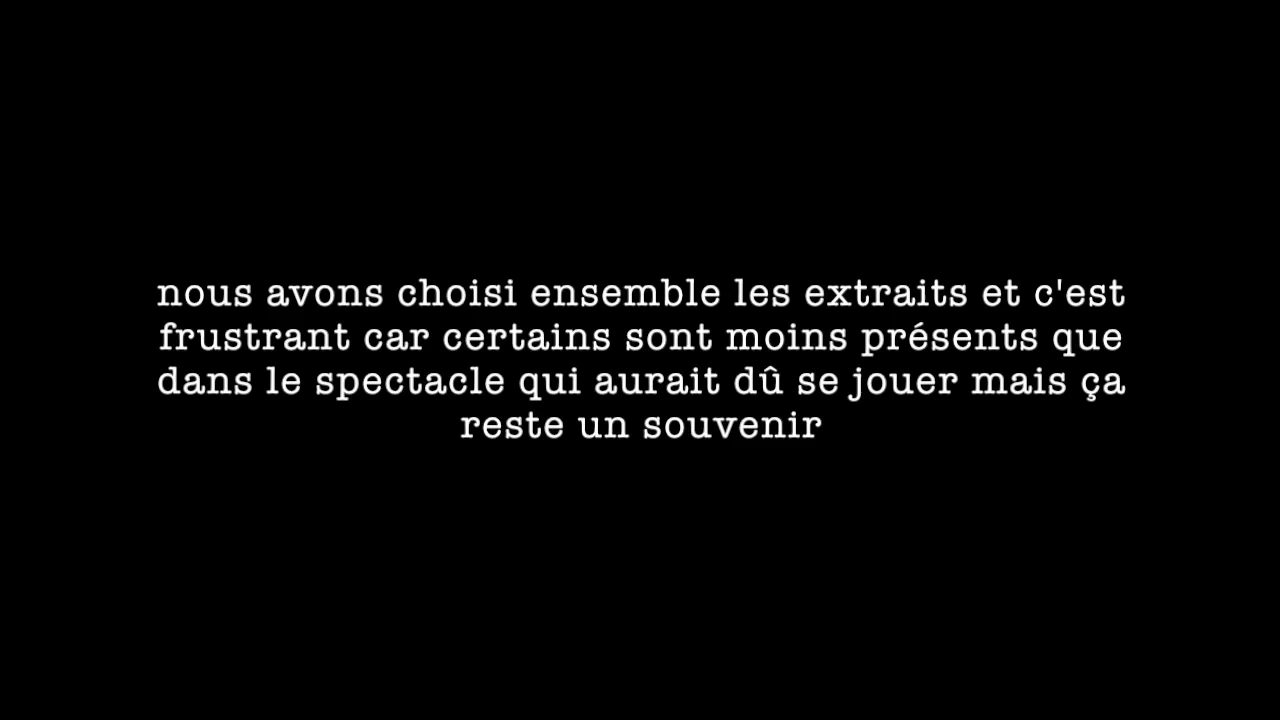 nous avons choisi ensemble les extraits et c'est
frustrant car certains sont moins présents que
dans le spectacle qui aurait dû se jouer mais ça
reste un souvenir